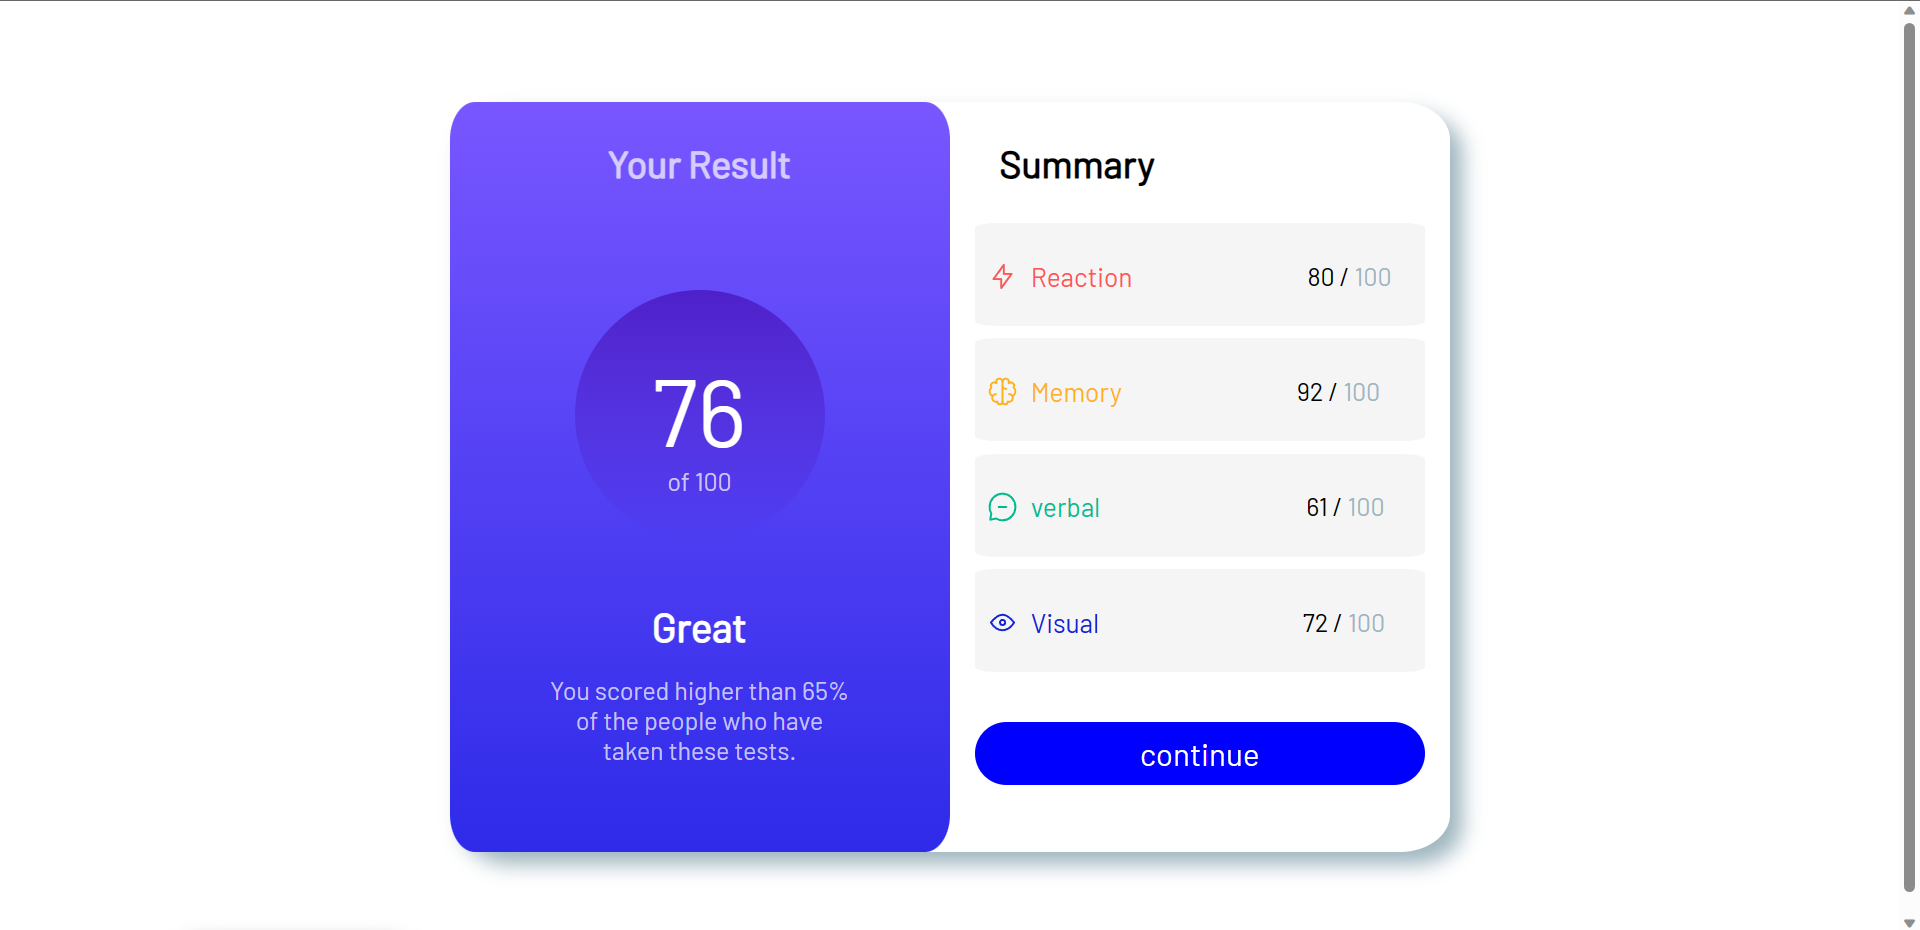 Your Result
76
of 100
Great
You scored higher than 65%
of the people who have
taken these tests.
Summary
Reaction 80 / 100
Memory 92 / 100
verbal 61 / 100
Visual 72 / 100
continue